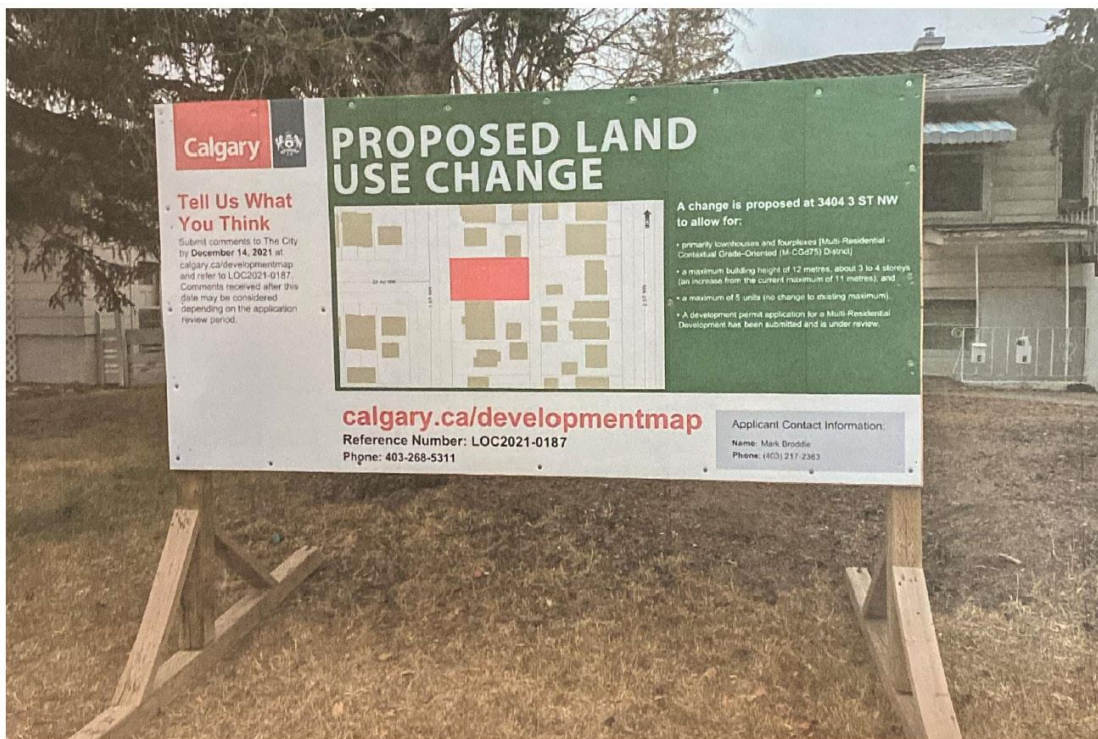 Calgary
PROPOSED LAND
USE CHANGE
Tell Us What
You Think
Submit comments to The City
by December 14, 2021 at
calgary.ca/developmentmap
and refer to LOC2021-0187.
Comments received after this
date may be considered
depending on the application
review period.
A change is proposed at 3404 3 ST NW
to allow for:
• primarily townhouses and fourplexes [Multi-Residential -
Contextual Grade-Oriented (M-CGd75) District]
• a maximum building height of 12 metres, about 3 to 4 storeys
(an increase from the current maximum of 11 metres); and
• a maximum of 5 units (no change to existing maximum).
• A development permit application for a Multi-Residential
Development has been submitted and is under review.
calgary.ca/developmentmap
Reference Number: LOC2021-0187
Phone: 403-268-5311
Applicant Contact Information:
Name: Mark Broddie
Phone: (403) 217-2363